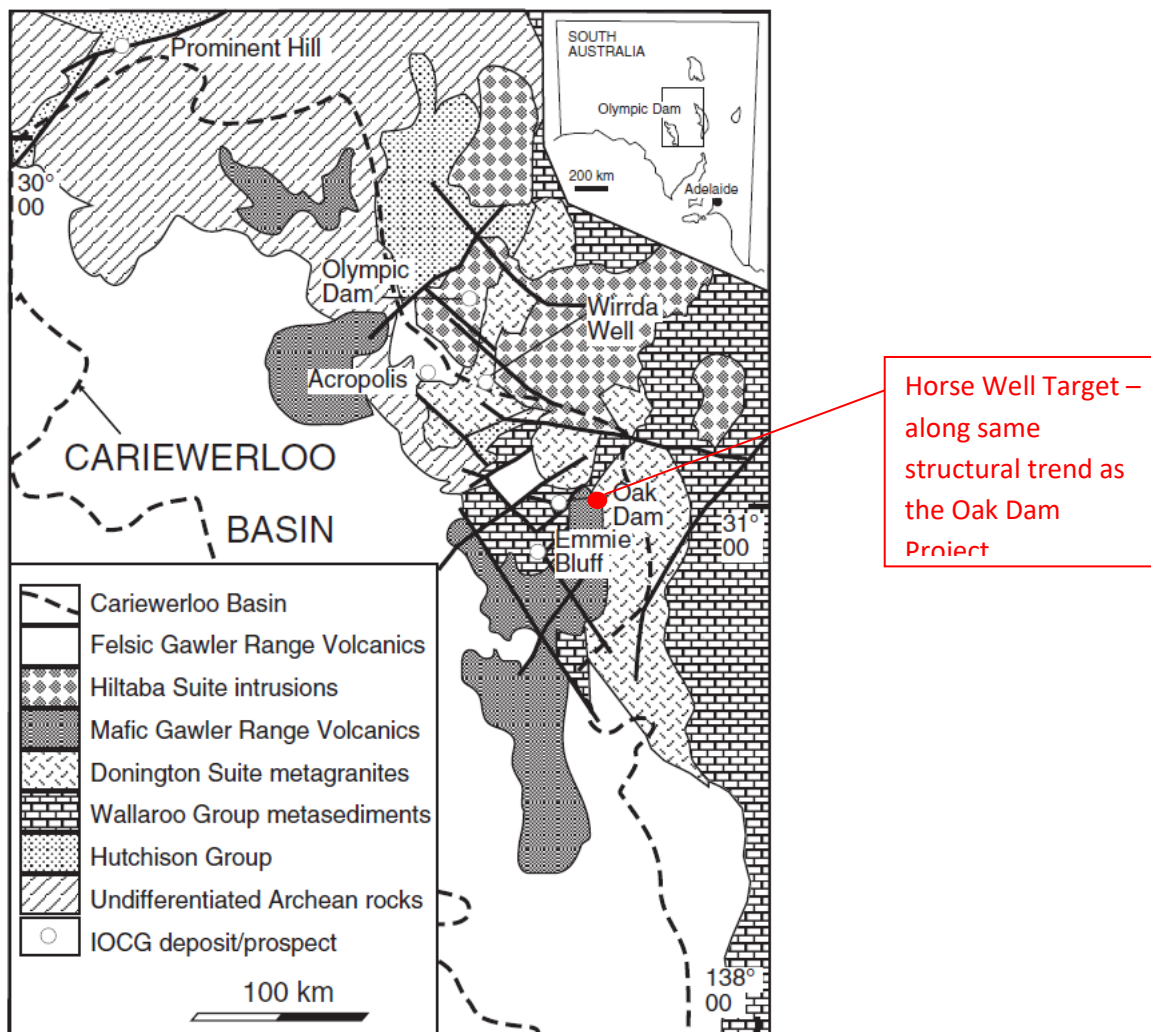 Prominent Hill
SOUTH
AUSTRALIA
Olympic Dam
200 km
Adelaide
30°
00
Olympic
Dam
Wirrda
Well
Acropolis
CARIEWERLOO
BASIN
Oak
Dam
Emmie
Bluff
31°
00
Horse Well Target –
along same
structural trend as
the Oak Dam
Project
Cariewerloo Basin
Felsic Gawler Range Volcanics
Hiltaba Suite intrusions
Mafic Gawler Range Volcanics
Donington Suite metagranites
Wallaroo Group metasediments
Hutchison Group
Undifferentiated Archean rocks
IOCG deposit/prospect
100 km
138°
00